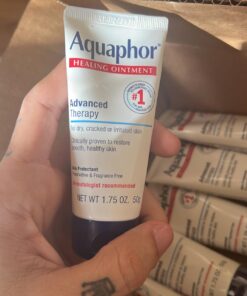 Aquaphor
HEALING OINTMENT
Advanced
Therapy
#1
For dry, cracked or irritated skin
Clinically proven to restore
smooth, healthy skin
Skin Protectant
Preservative & Fragrance Free
Dermatologist recommended
NET WT 1.75 OZ. 50g
Aquaphor